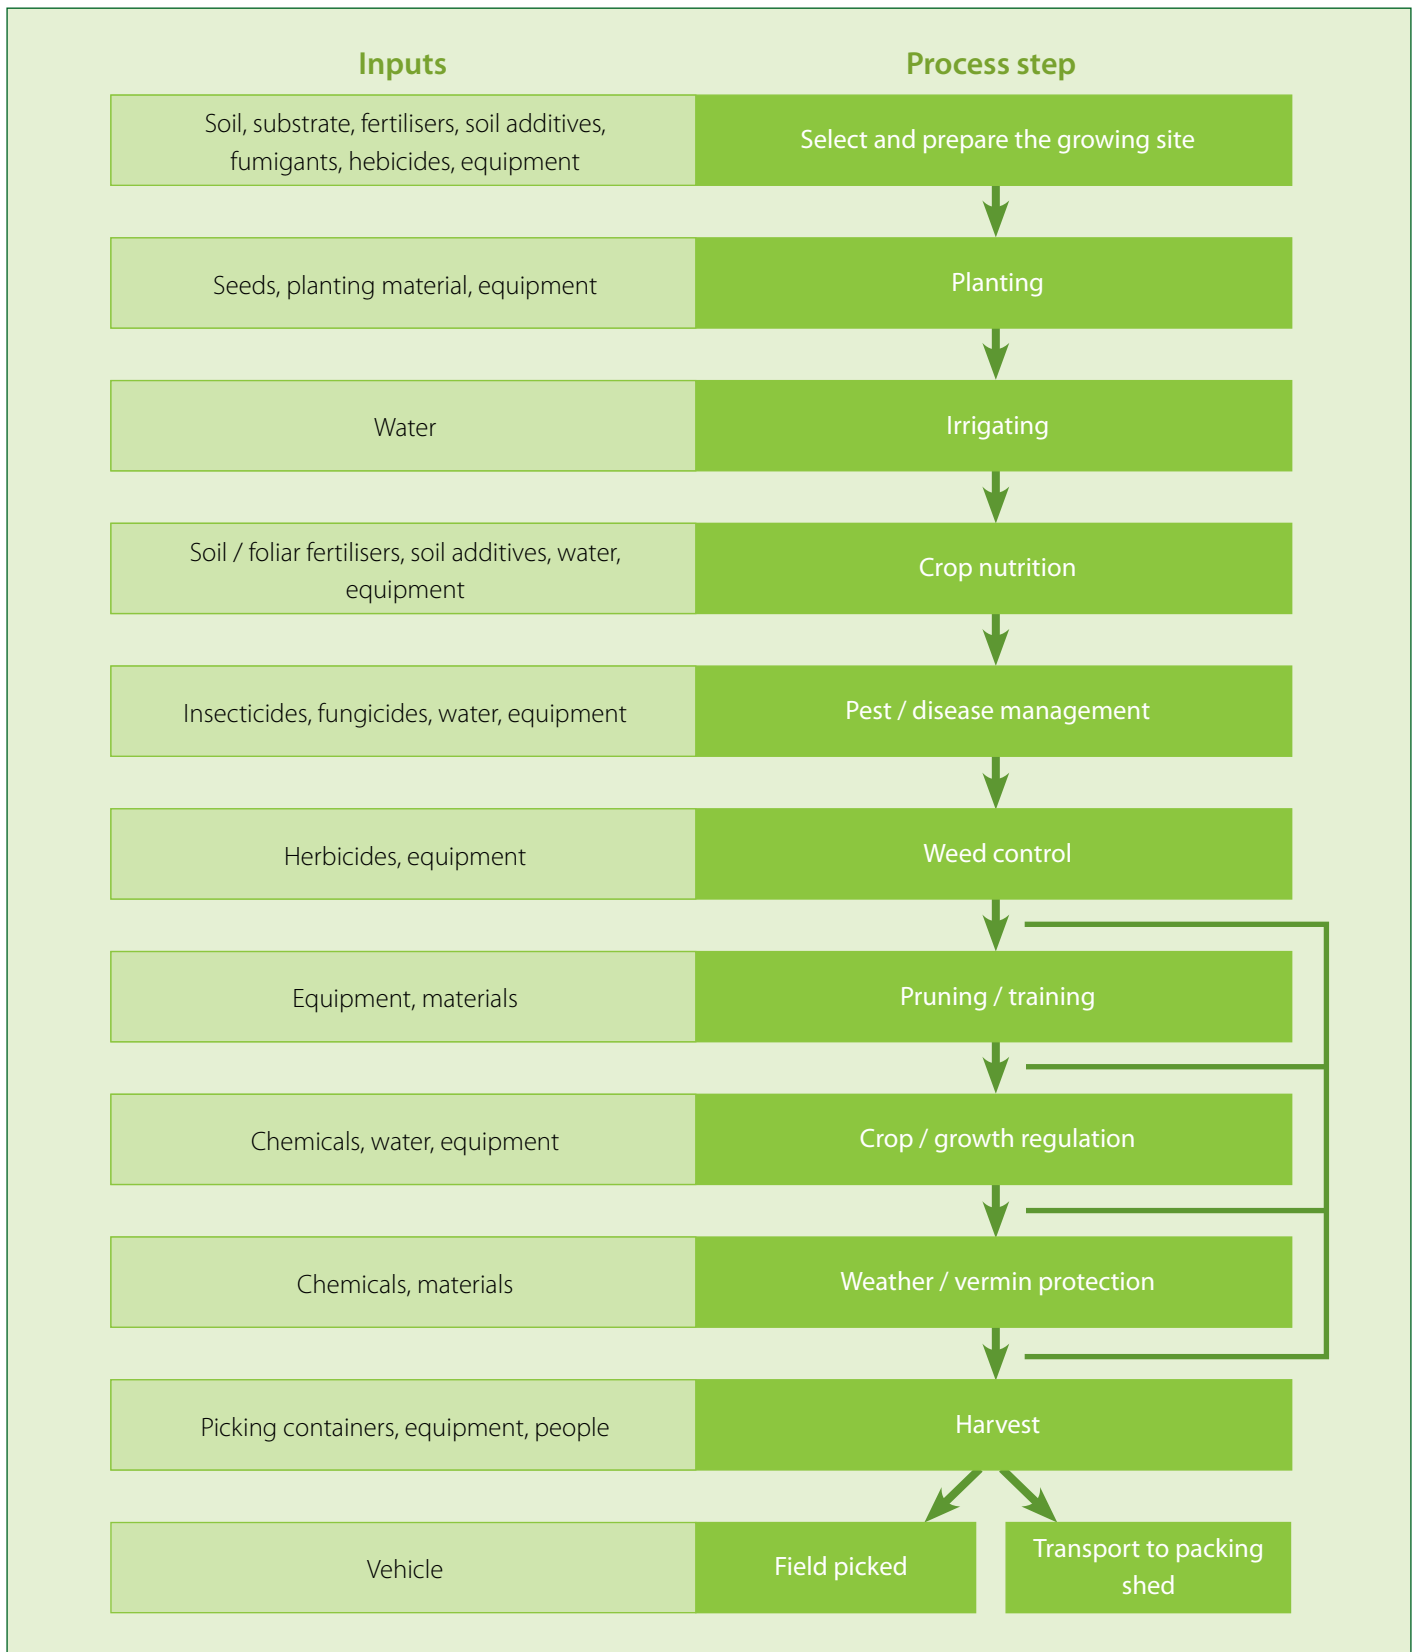 Inputs
Process step
Soil, substrate, fertilisers, soil additives,
fumigants, hebicides, equipment
Select and prepare the growing site
Seeds, planting material, equipment
Planting
Water
Irrigating
Soil / foliar fertilisers, soil additives, water,
equipment
Crop nutrition
Insecticides, fungicides, water, equipment
Pest / disease management
Herbicides, equipment
Weed control
Equipment, materials
Pruning / training
Chemicals, water, equipment
Crop / growth regulation
Chemicals, materials
Weather / vermin protection
Picking containers, equipment, people
Harvest
Vehicle
Field picked
Transport to packing
shed